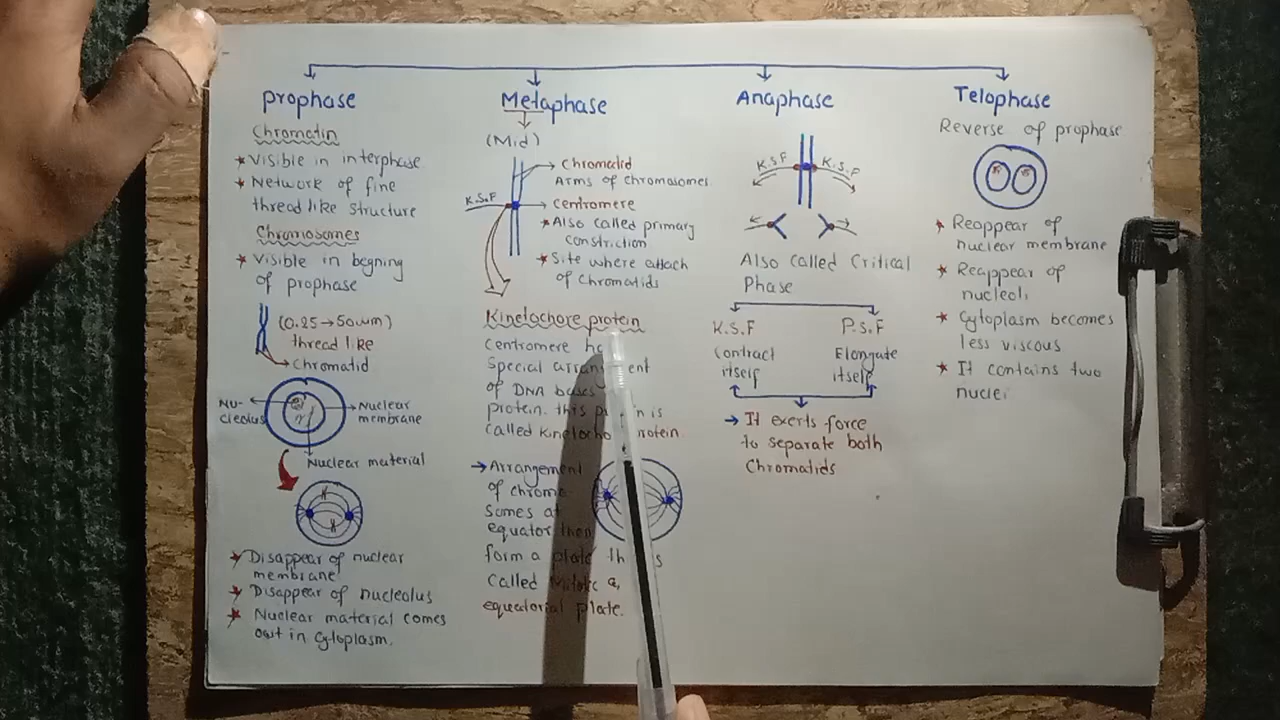 prophase
Chromatin
Visible in interphase
Network of fine
thread like structure
Chromosomes
Visible in begning
of prophase
(0.25→50um)
thread like
Chromatid
Nu-
cleolus
Nuclear
membrane
Nuclear material
Disappear of nuclear
membrane
Disappear of nucleolus
Nuclear material comes
out in Cytoplasm.
Metaphase
(Mid)
K.S.F
Chromatid
Arms of chromosomes
Centromere
Also called primary
constriction
Site where attach
of chromatids
Kinetochore protein
Centromere
Special
of DNA bases
protein. this is
called
Arrangement
of chromo-
somes at
equator then
form a plate
Called
equatorial plate.
Anaphase
K.S.F
K.S.F
Also called Critical
Phase
K.S.F
Contract
itself
P.S.F
Elongate
itself
It exerts force
to separate both
Chromatids
Telophase
Reverse of prophase
Reappear of
nuclear membrane
Reappear of
nucleoli
Cytoplasm becomes
less viscous
It contains two
nuclei